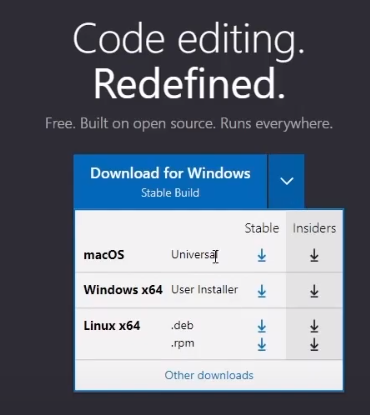 Code editing.
Redefined.
Free. Built on open source. Runs everywhere.
Download for Windows
Stable Build
Stable Insiders
macOS Universal
Windows x64 User Installer
Linux x64 .deb
.rpm
Other downloads